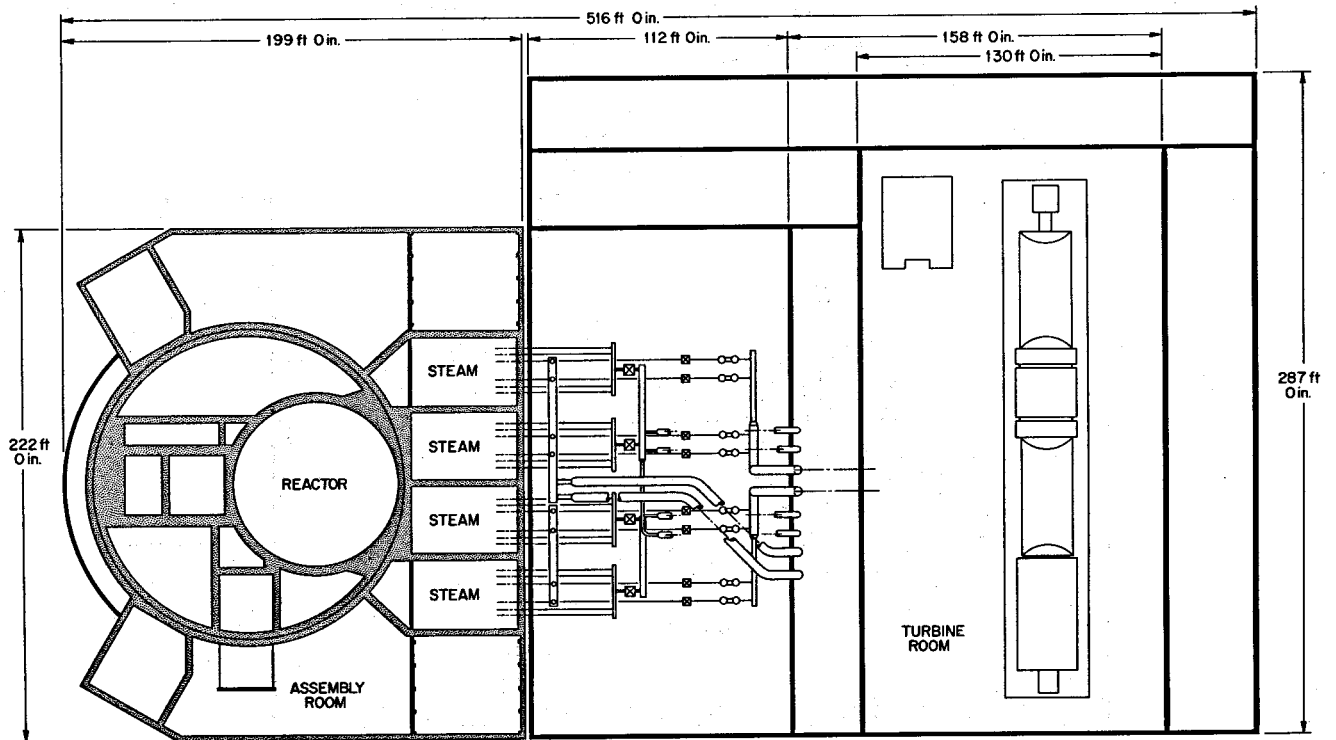 516 ft 0 in.
199 ft 0 in.
112 ft 0 in.
158 ft 0 in.
130 ft 0 in.
222 ft
0 in.
287 ft
0 in.
STEAM
STEAM
REACTOR
STEAM
STEAM
TURBINE
ROOM
ASSEMBLY
ROOM